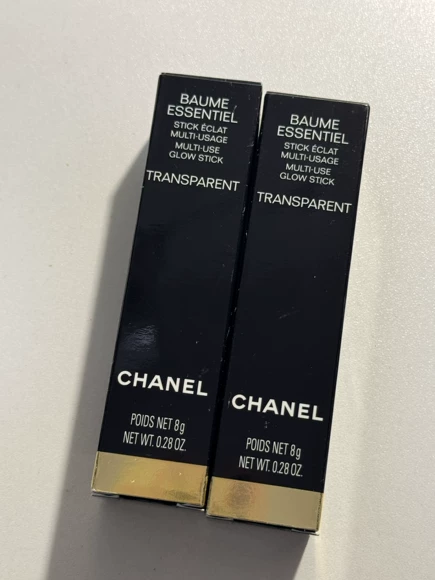 BAUME
ESSENTIEL
STICK ÉCLAT
MULTI-USAGE
MULTI-USE
GLOW STICK
TRANSPARENT
CHANEL
POIDS NET 8g
NET WT. 0.28 OZ.
BAUME
ESSENTIEL
STICK ÉCLAT
MULTI-USAGE
MULTI-USE
GLOW STICK
TRANSPARENT
CHANEL
POIDS NET 8g
NET WT. 0.28 OZ.